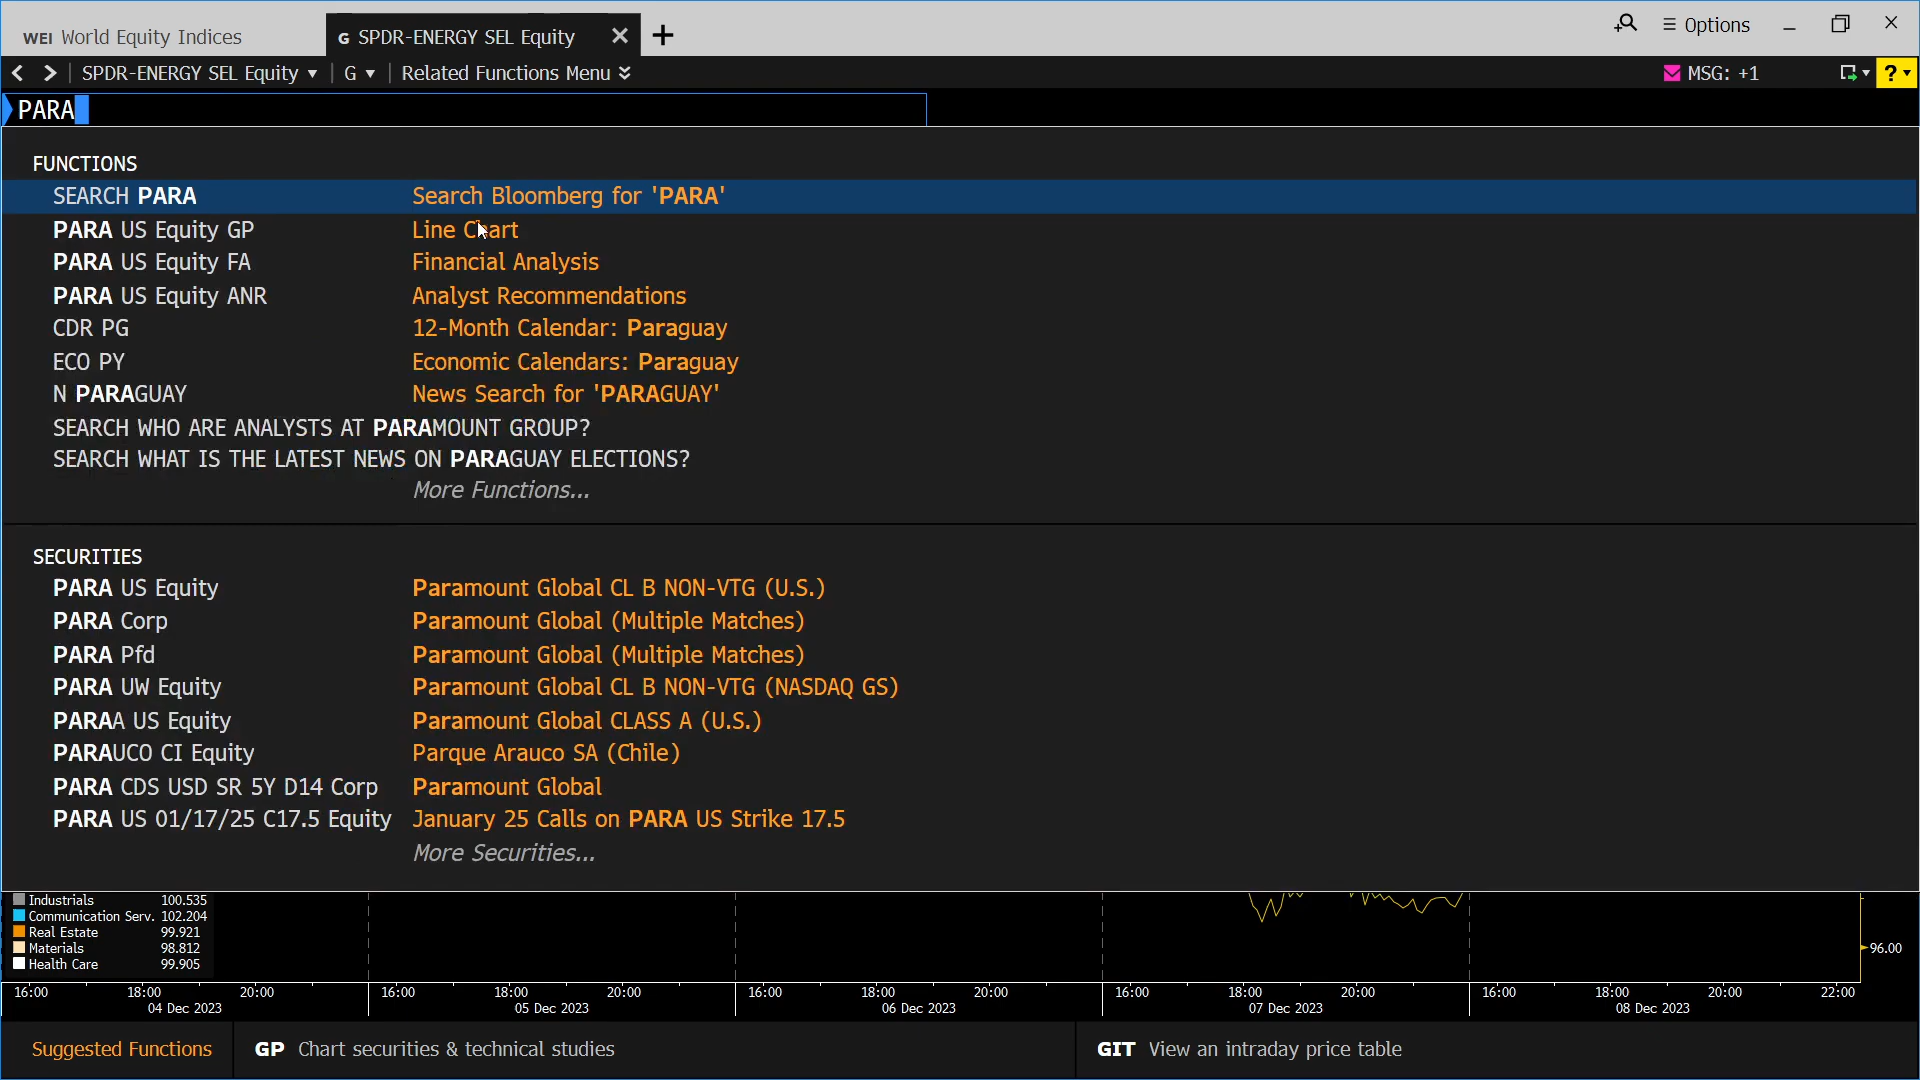 WEI World Equity Indices
G SPDR-ENERGY SEL Equity
Options
SPDR-ENERGY SEL Equity G Related Functions Menu
MSG: +1
?
PARA
FUNCTIONS
SEARCH PARA Search Bloomberg for 'PARA'
PARA US Equity GP Line Chart
PARA US Equity FA Financial Analysis
PARA US Equity ANR Analyst Recommendations
CDR PG 12-Month Calendar: Paraguay
ECO PY Economic Calendars: Paraguay
N PARAGUAY News Search for 'PARAGUAY'
SEARCH WHO ARE ANALYSTS AT PARAMOUNT GROUP?
SEARCH WHAT IS THE LATEST NEWS ON PARAGUAY ELECTIONS?
More Functions...
SECURITIES
PARA US Equity Paramount Global CL B NON-VTG (U.S.)
PARA Corp Paramount Global (Multiple Matches)
PARA Pfd Paramount Global (Multiple Matches)
PARA UW Equity Paramount Global CL B NON-VTG (NASDAQ GS)
PARAA US Equity Paramount Global CLASS A (U.S.)
PARAUCO CI Equity Parque Arauco SA (Chile)
PARA CDS USD SR 5Y D14 Corp Paramount Global
PARA US 01/17/25 C17.5 Equity January 25 Calls on PARA US Strike 17.5
More Securities...
Industrials 100.535
Communication Serv. 102.204
Real Estate 99.921
Materials 98.812
Health Care 99.905
96.00
16:00 18:00 20:00 16:00 18:00 20:00 16:00 18:00 20:00 16:00 18:00 20:00 16:00 18:00 20:00 22:00
04 Dec 2023 05 Dec 2023 06 Dec 2023 07 Dec 2023 08 Dec 2023
Suggested Functions GP Chart securities & technical studies GIT View an intraday price table